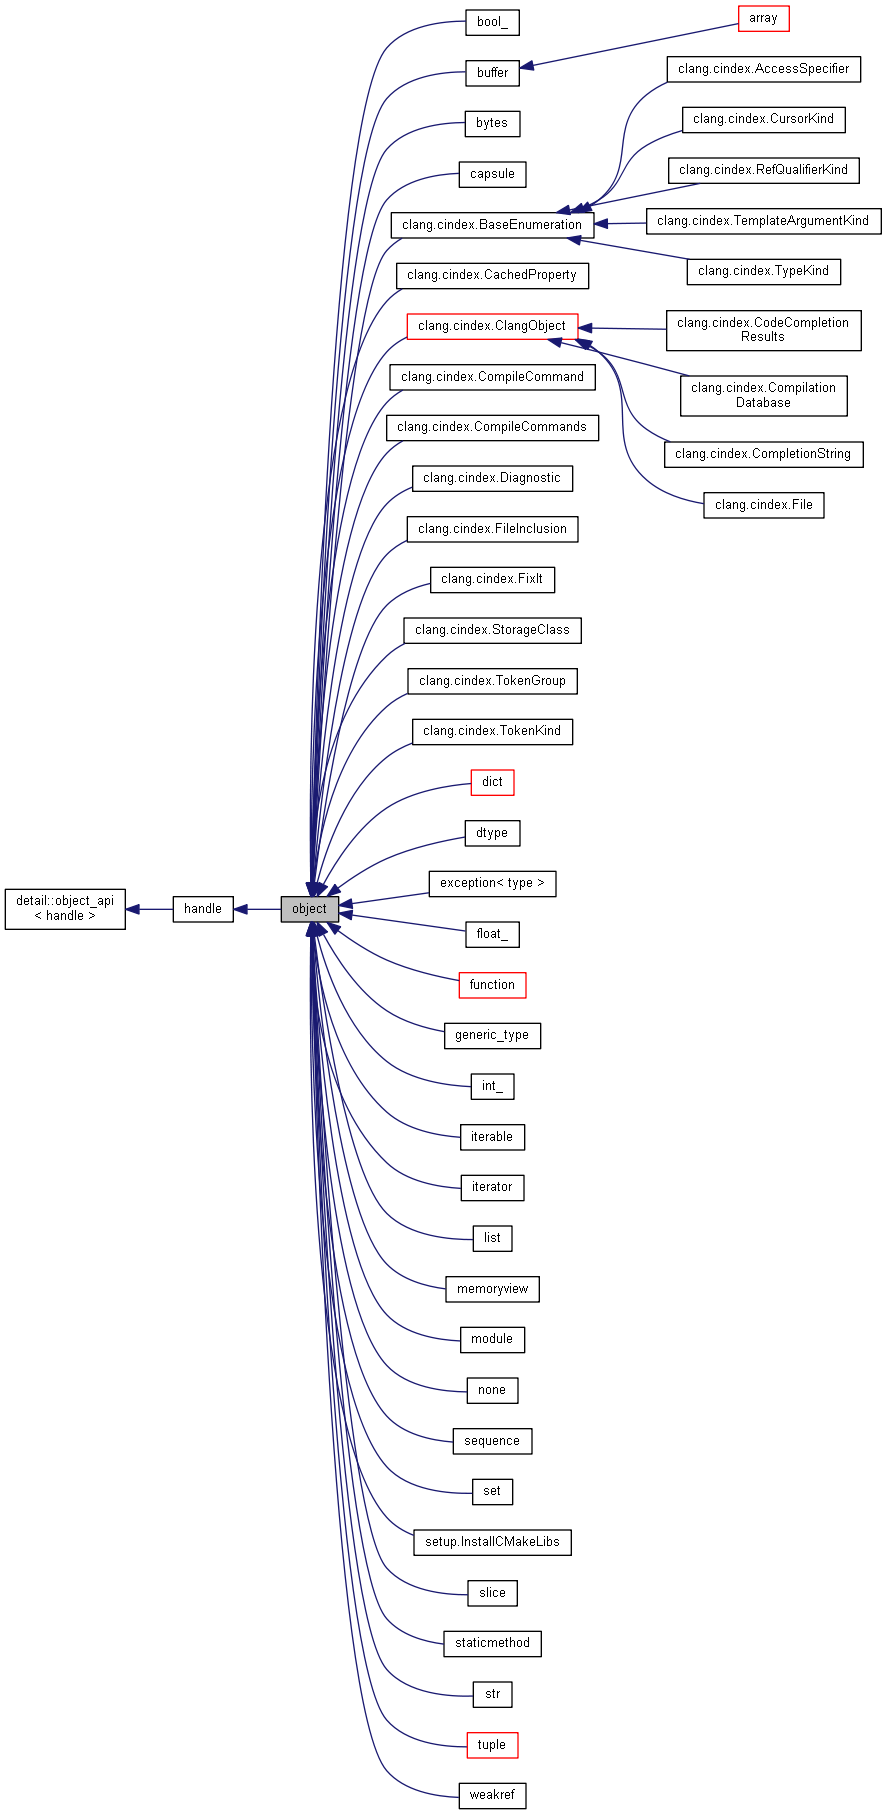 bool_
array
buffer
clang.cindex.AccessSpecifier
bytes
clang.cindex.CursorKind
capsule
clang.cindex.RefQualifierKind
clang.cindex.BaseEnumeration
clang.cindex.TemplateArgumentKind
clang.cindex.CachedProperty
clang.cindex.TypeKind
clang.cindex.ClangObject
clang.cindex.CodeCompletion
Results
clang.cindex.CompileCommand
clang.cindex.Compilation
Database
clang.cindex.CompileCommands
clang.cindex.CompletionString
clang.cindex.Diagnostic
clang.cindex.File
clang.cindex.FileInclusion
clang.cindex.FixIt
clang.cindex.StorageClass
clang.cindex.TokenGroup
clang.cindex.TokenKind
dict
dtype
exception< type >
detail::object_api
< handle >
handle
object
float_
function
generic_type
int_
iterable
iterator
list
memoryview
module
none
sequence
set
setup.InstallCMakeLibs
slice
staticmethod
str
tuple
weakref